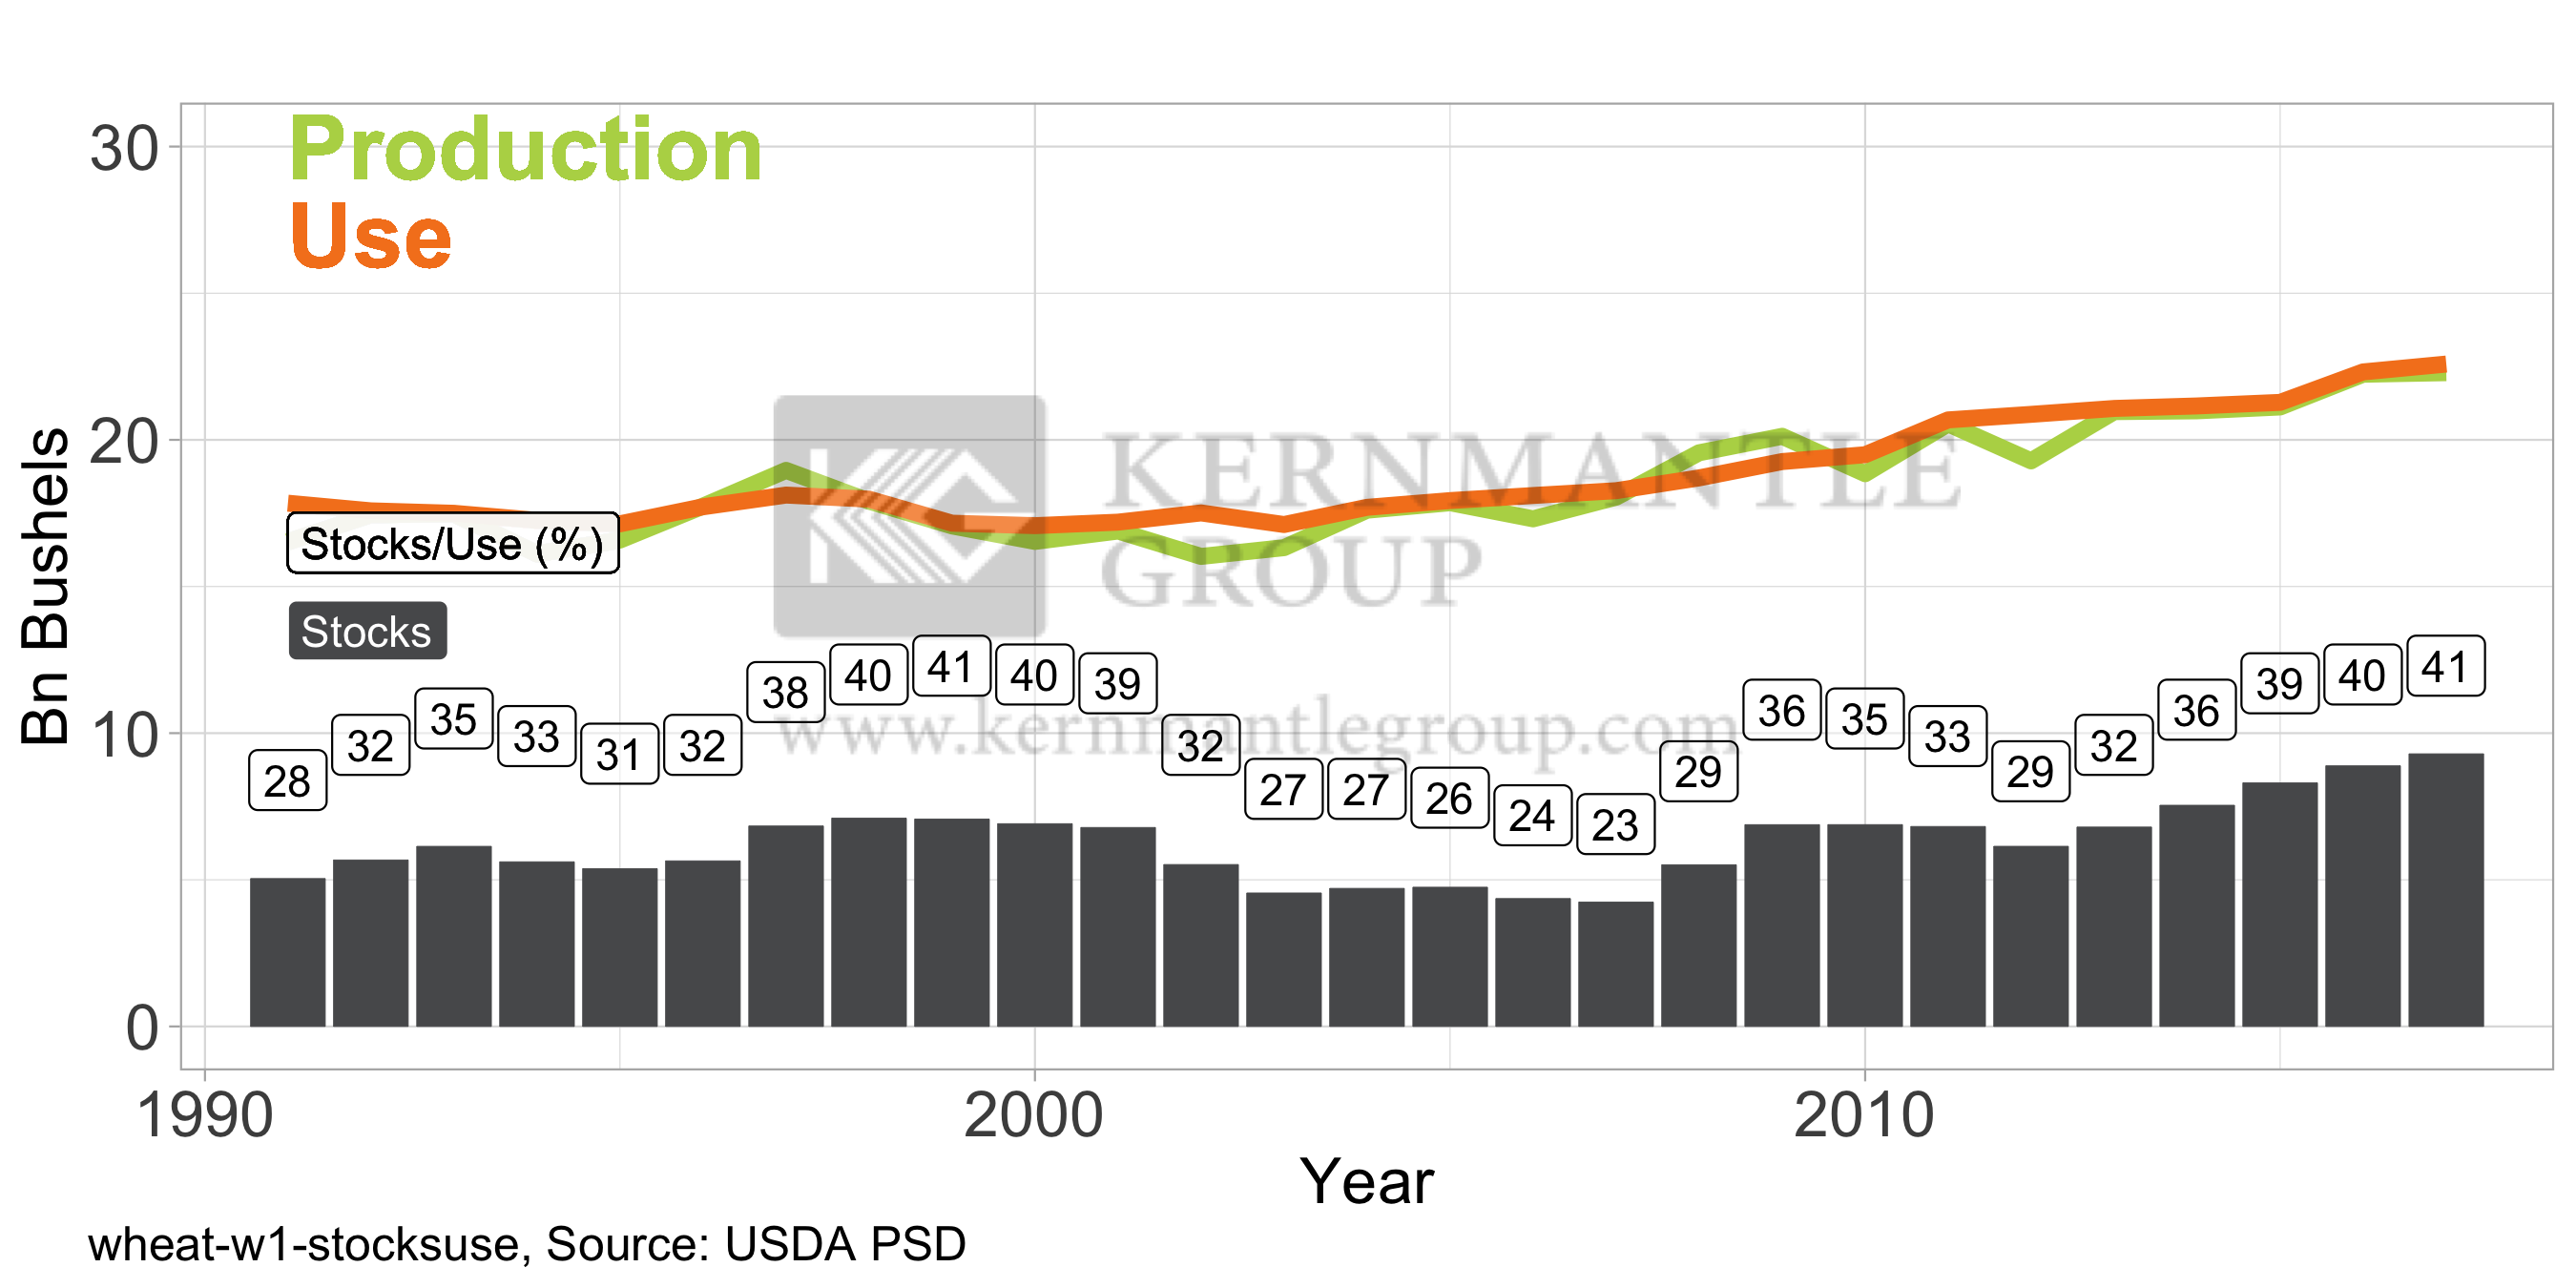 Production
Use
Stocks/Use (%)
Stocks
KERNMANTLE
GROUP
www.kernmantlegroup.com
30
20
10
0
Bn Bushels
28 32 35 33 31 32 38 40 41 40 39 32 27 27 26 24 23 29 36 35 33 29 32 36 39 40 41
1990 2000 2010
Year
wheat-w1-stocksuse, Source: USDA PSD